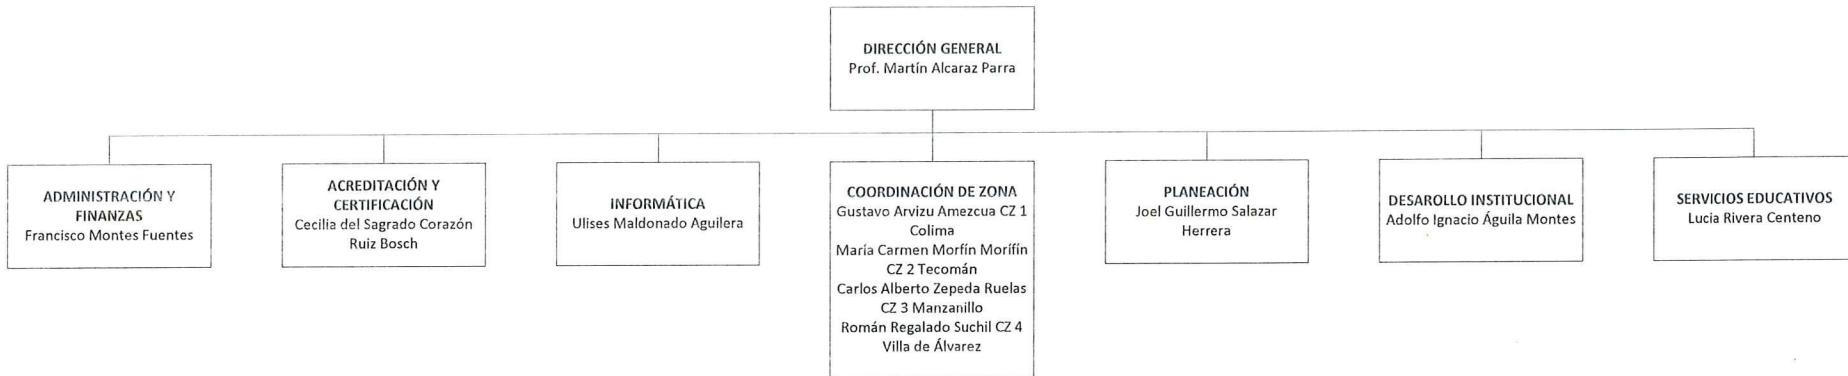 DIRECCIÓN GENERAL
Prof. Martín Alcaraz Parra
ADMINISTRACIÓN Y
FINANZAS
Francisco Montes Fuentes
ACREDITACIÓN Y
CERTIFICACIÓN
Cecilia del Sagrado Corazón
Ruiz Bosch
INFORMÁTICA
Ulises Maldonado Aguilera
COORDINACIÓN DE ZONA
Gustavo Arvizu Amezcua CZ 1
Colima
María Carmen Morfín Morífín
CZ 2 Tecomán
Carlos Alberto Zepeda Ruelas
CZ 3 Manzanillo
Román Regalado Suchil CZ 4
Villa de Álvarez
PLANEACIÓN
Joel Guillermo Salazar
Herrera
DESAROLLO INSTITUCIONAL
Adolfo Ignacio Águila Montes
SERVICIOS EDUCATIVOS
Lucia Rivera Centeno